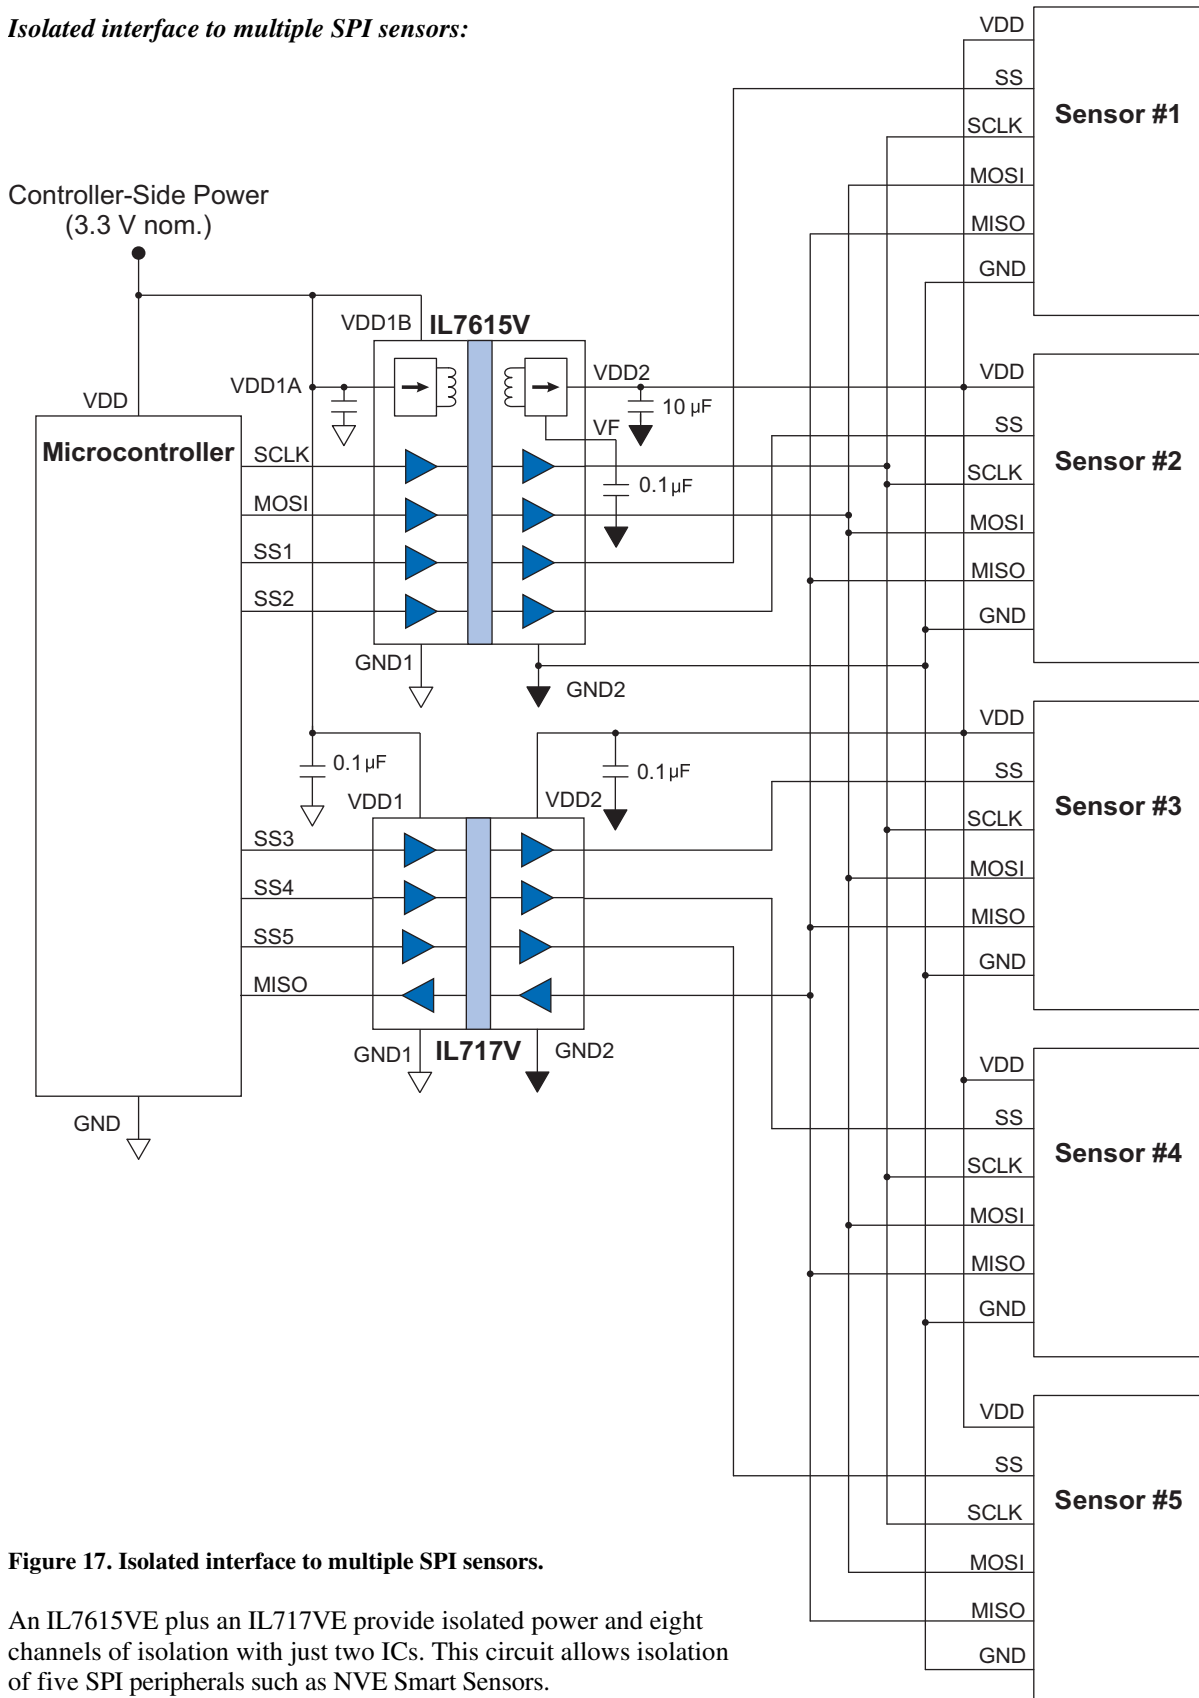 Isolated interface to multiple SPI sensors:
Controller-Side Power
(3.3 V nom.)
VDD1B
IL7615V
VDD1A
VDD2
10 µF
VF
0.1µF
VDD
Microcontroller
SCLK
MOSI
SS1
SS2
GND1
GND2
0.1µF
0.1µF
VDD1
VDD2
SS3
SS4
SS5
MISO
GND1
IL717V
GND2
GND
VDD
SS
SCLK
MOSI
MISO
GND
Sensor #1
VDD
SS
SCLK
MOSI
MISO
GND
Sensor #2
VDD
SS
SCLK
MOSI
MISO
GND
Sensor #3
VDD
SS
SCLK
MOSI
MISO
GND
Sensor #4
VDD
SS
SCLK
MOSI
MISO
GND
Sensor #5
Figure 17. Isolated interface to multiple SPI sensors.
An IL7615VE plus an IL717VE provide isolated power and eight
channels of isolation with just two ICs. This circuit allows isolation
of five SPI peripherals such as NVE Smart Sensors.